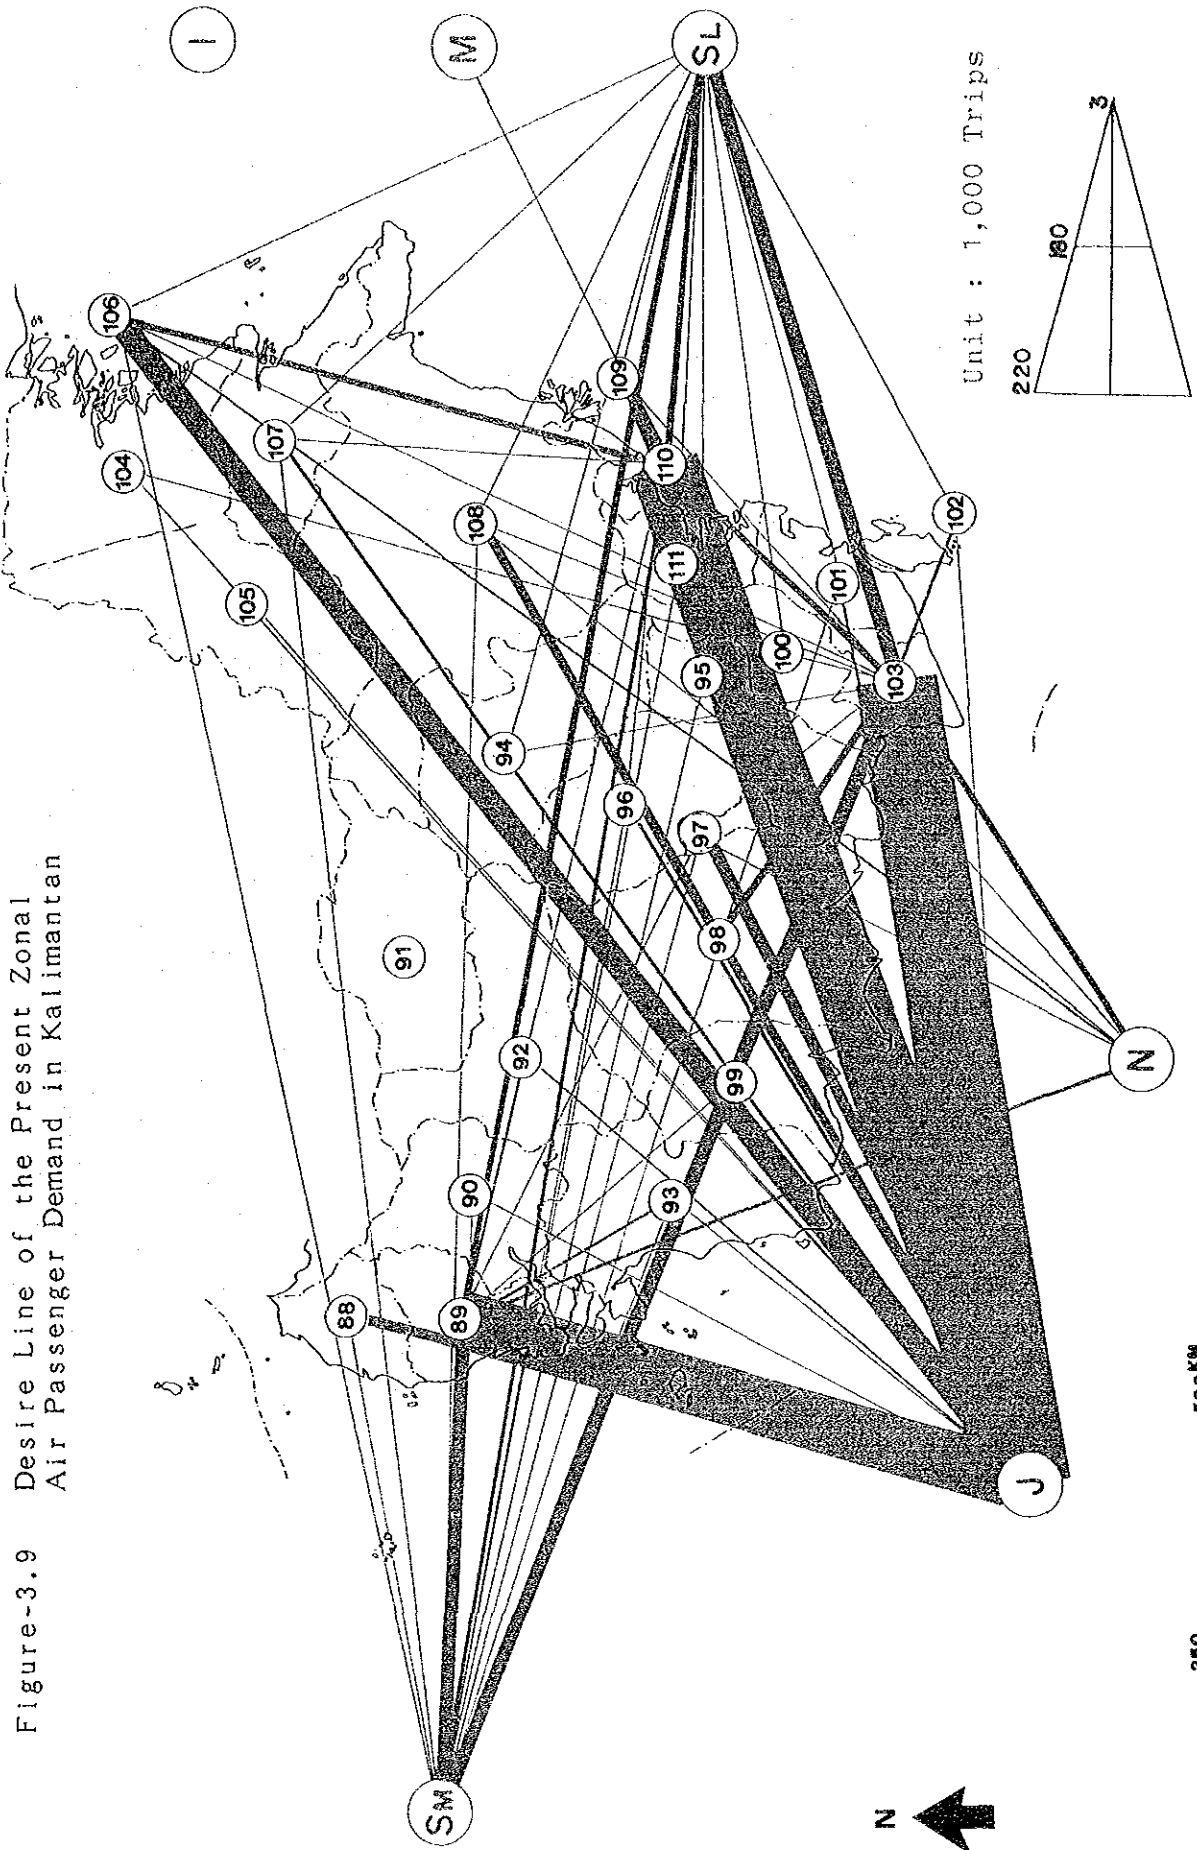 Figure-3.9 Desire Line of the Present Zonal
Air Passenger Demand in Kalimantan
I
M
SL
SM
J
N
88
89
90
91
92
93
94
95
96
97
98
99
100
101
102
103
104
105
106
107
108
109
110
111
Unit : 1,000 Trips
220
180
3
N